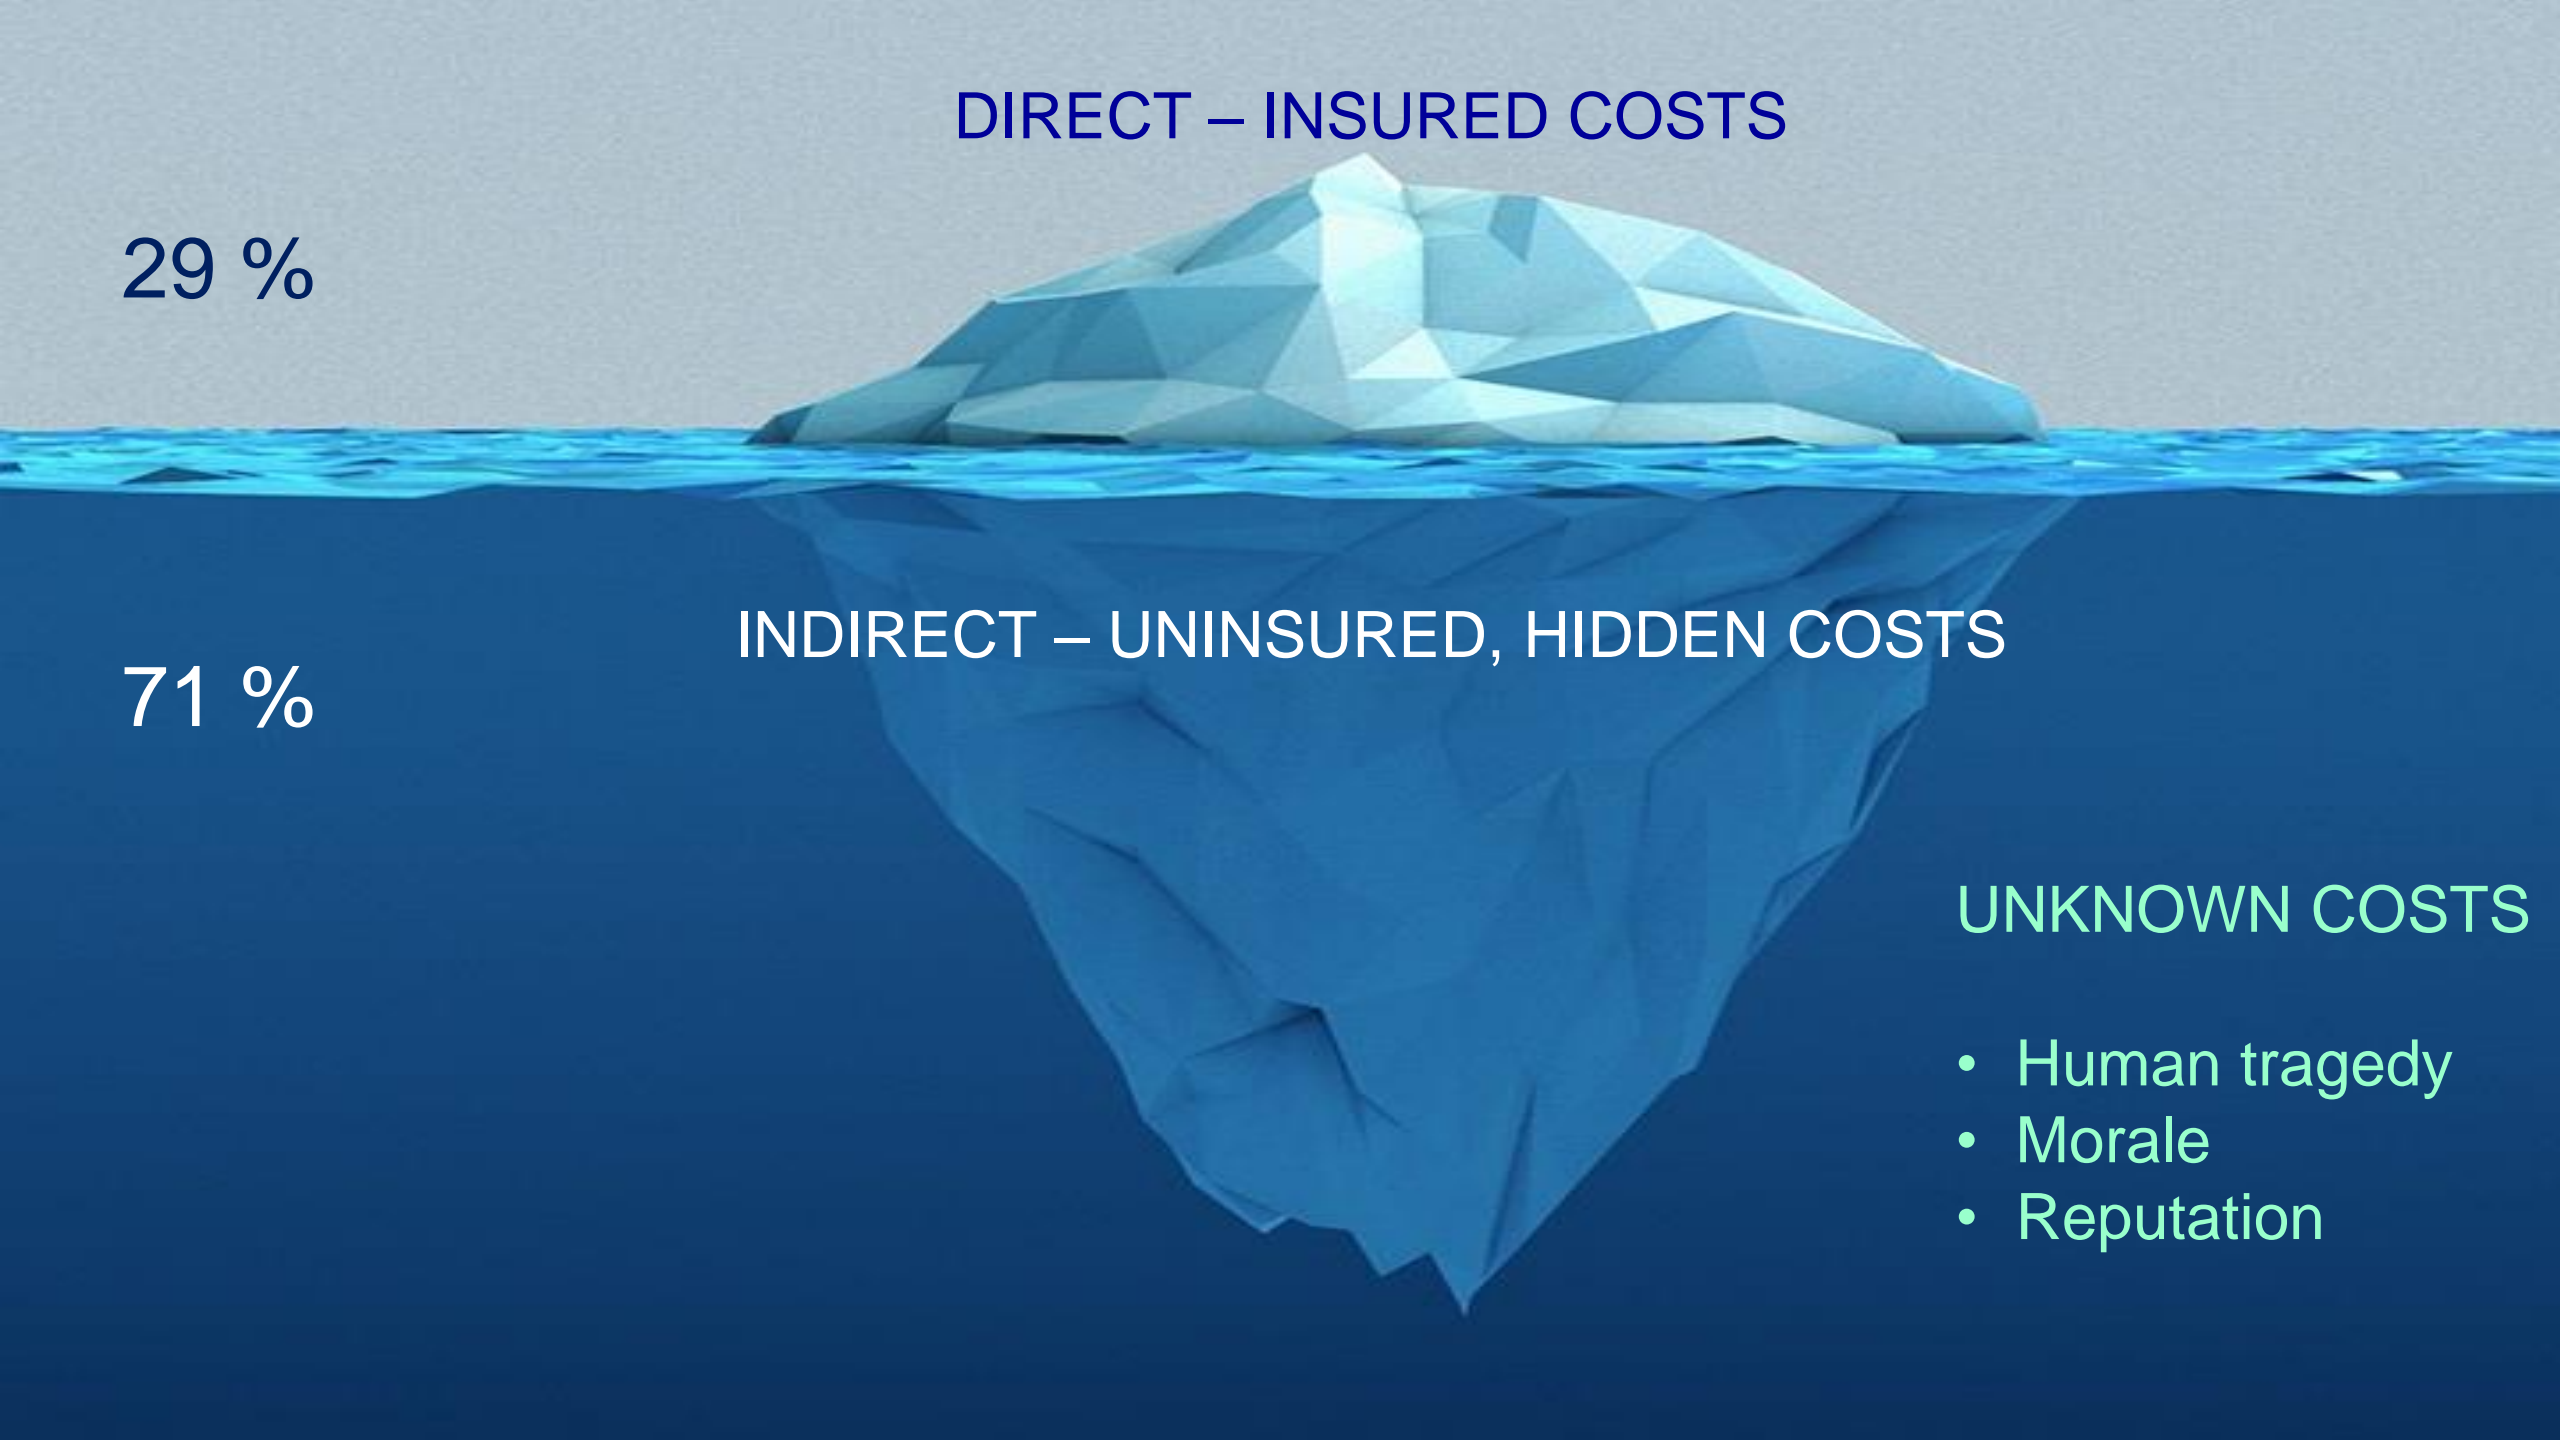 DIRECT – INSURED COSTS
29 %
INDIRECT – UNINSURED, HIDDEN COSTS
71 %
UNKNOWN COSTS
• Human tragedy
• Morale
• Reputation